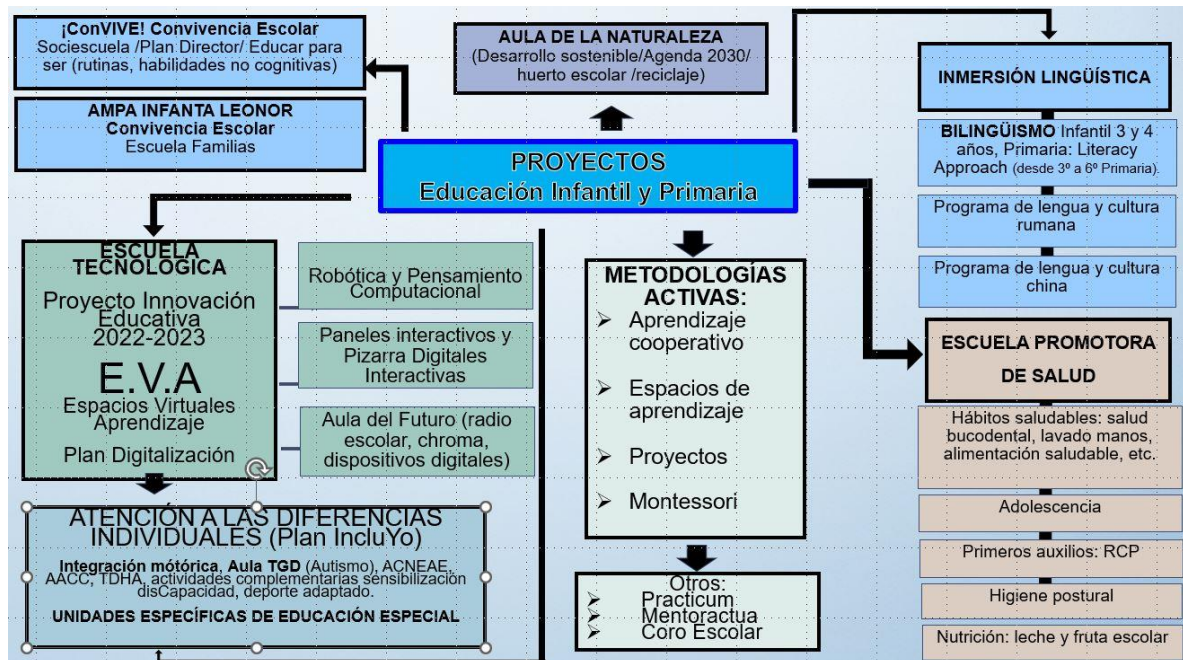 ¡ConVIVE! Convivencia Escolar
Sociescuela /Plan Director/ Educar para
ser (rutinas, habilidades no cognitivas)
AMPA INFANTA LEONOR
Convivencia Escolar
Escuela Familias
AULA DE LA NATURALEZA
(Desarrollo sostenible/Agenda 2030/
huerto escolar /reciclaje)
PROYECTOS
Educación Infantil y Primaria
INMERSIÓN LINGÜÍSTICA
BILINGÜISMO Infantil 3 y 4
años, Primaria: Literacy
Approach (desde 3º a 6º Primaria).
Programa de lengua y cultura
rumana
Programa de lengua y cultura
china
ESCUELA
TECNOLÓGICA
Proyecto Innovación
Educativa
2022-2023
E.V.A
Espacios Virtuales
Aprendizaje
Plan Digitalización
Robótica y Pensamiento
Computacional
Paneles interactivos y
Pizarra Digitales
Interactivas
Aula del Futuro (radio
escolar, chroma,
dispositivos digitales)
METODOLOGÍAS
ACTIVAS:
➢ Aprendizaje
cooperativo
➢ Espacios de
aprendizaje
➢ Proyectos
➢ Montessori
ESCUELA PROMOTORA
DE SALUD
Hábitos saludables: salud
bucodental, lavado manos,
alimentación saludable, etc.
Adolescencia
Primeros auxilios: RCP
Higiene postural
Nutrición: leche y fruta escolar
ATENCIÓN A LAS DIFERENCIAS
INDIVIDUALES (Plan IncluYo)
Integración mótórica, Aula TGD (Autismo), ACNEAE,
AACC, TDHA, actividades complementarias sensibilización
disCapacidad, deporte adaptado.
UNIDADES ESPECÍFICAS DE EDUCACIÓN ESPECIAL
Otros:
➢ Practicum
➢ Mentoractua
➢ Coro Escolar